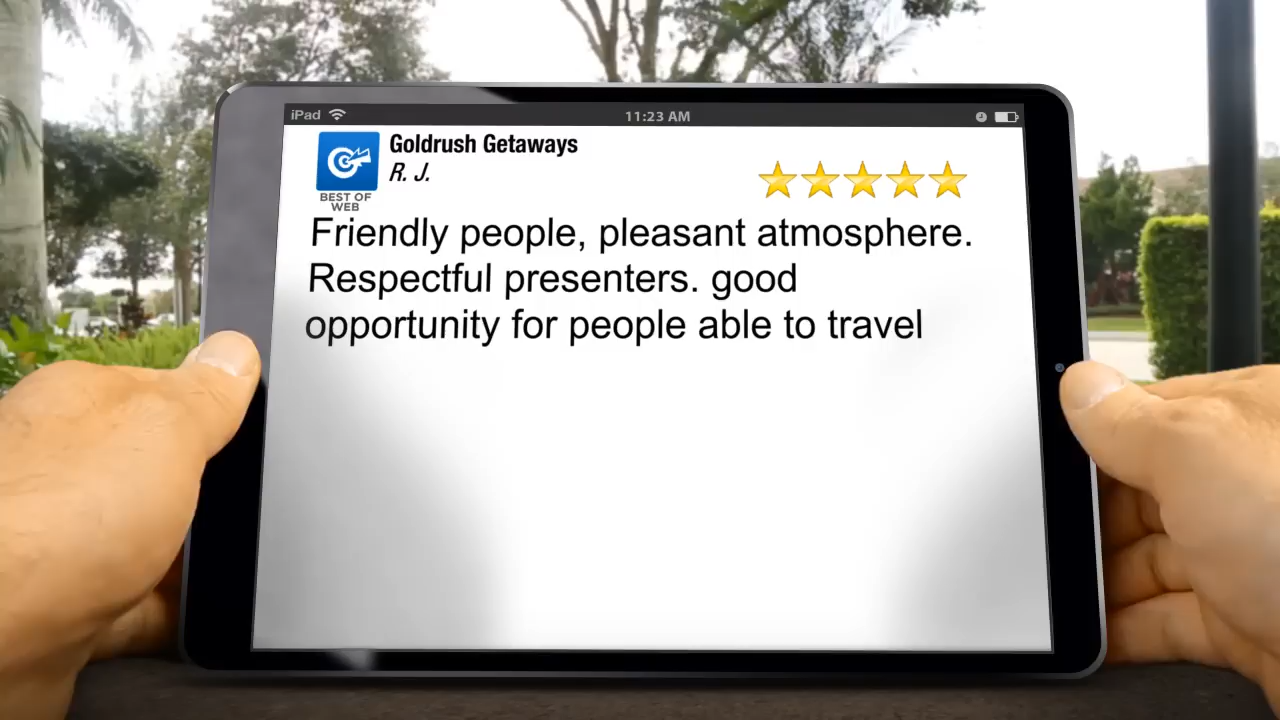 iPad 11:23 AM
Goldrush Getaways
R. J.
BEST OF
WEB
Friendly people, pleasant atmosphere.
Respectful presenters. good
opportunity for people able to travel